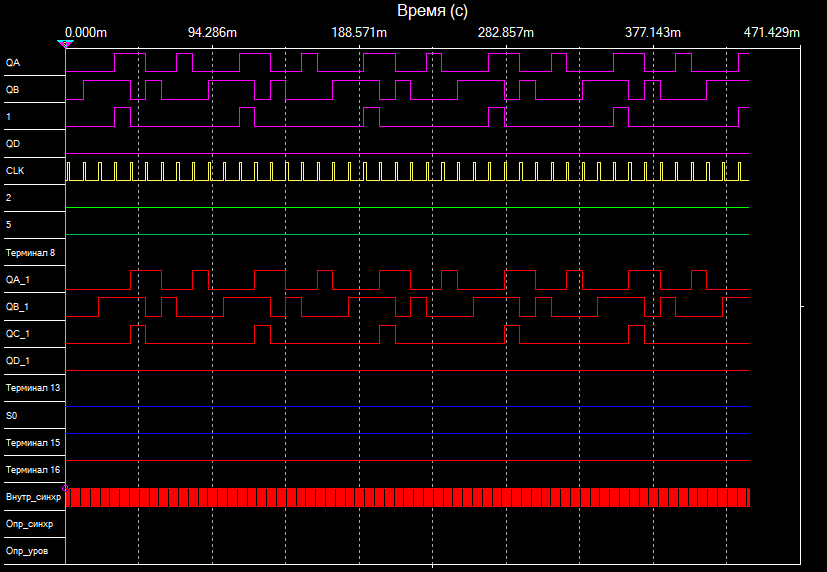 Время (с)
0.000m 94.286m 188.571m 282.857m 377.143m 471.429m
QA
QB
1
QD
CLK
2
5
Терминал 8
QA_1
QB_1
QC_1
QD_1
Терминал 13
S0
Терминал 15
Терминал 16
Внутр_синхр
Опр_синхр
Опр_уров